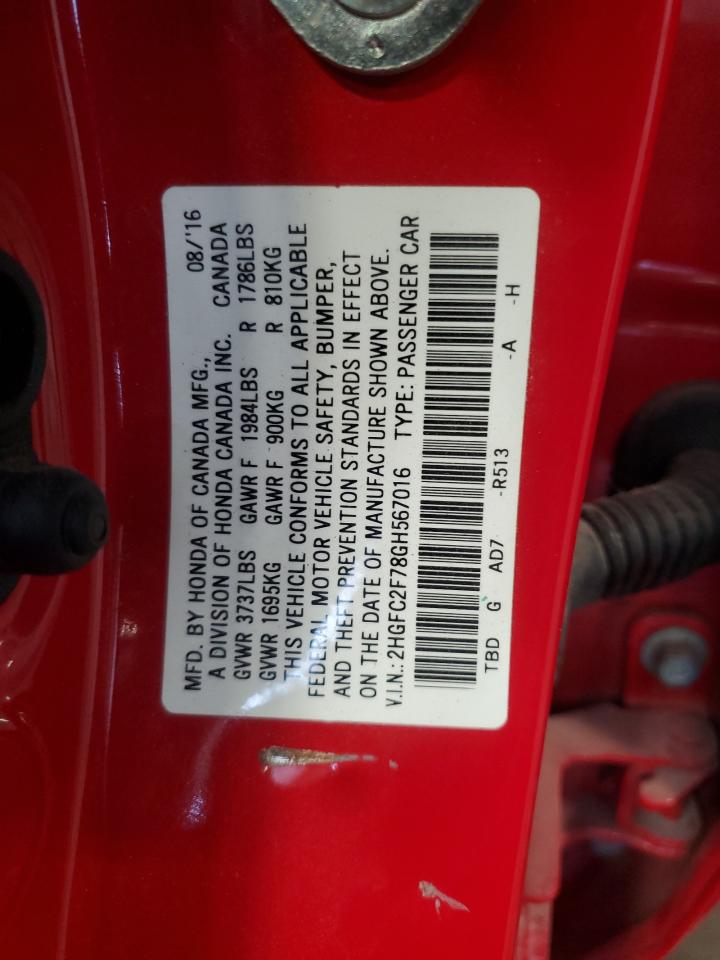 MFD. BY HONDA OF CANADA MFG., 08/'16
A DIVISION OF HONDA CANADA INC. CANADA
GVWR 3737LBS GAWR F 1984LBS R 1786LBS
GVWR 1695KG GAWR F 900KG R 810KG
THIS VEHICLE CONFORMS TO ALL APPLICABLE
FEDERAL MOTOR VEHICLE SAFETY, BUMPER,
AND THEFT PREVENTION STANDARDS IN EFFECT
ON THE DATE OF MANUFACTURE SHOWN ABOVE.
V.I.N.: 2HGFC2F78GH567016 TYPE: PASSENGER CAR
TBD G AD7 -R513 -A -H